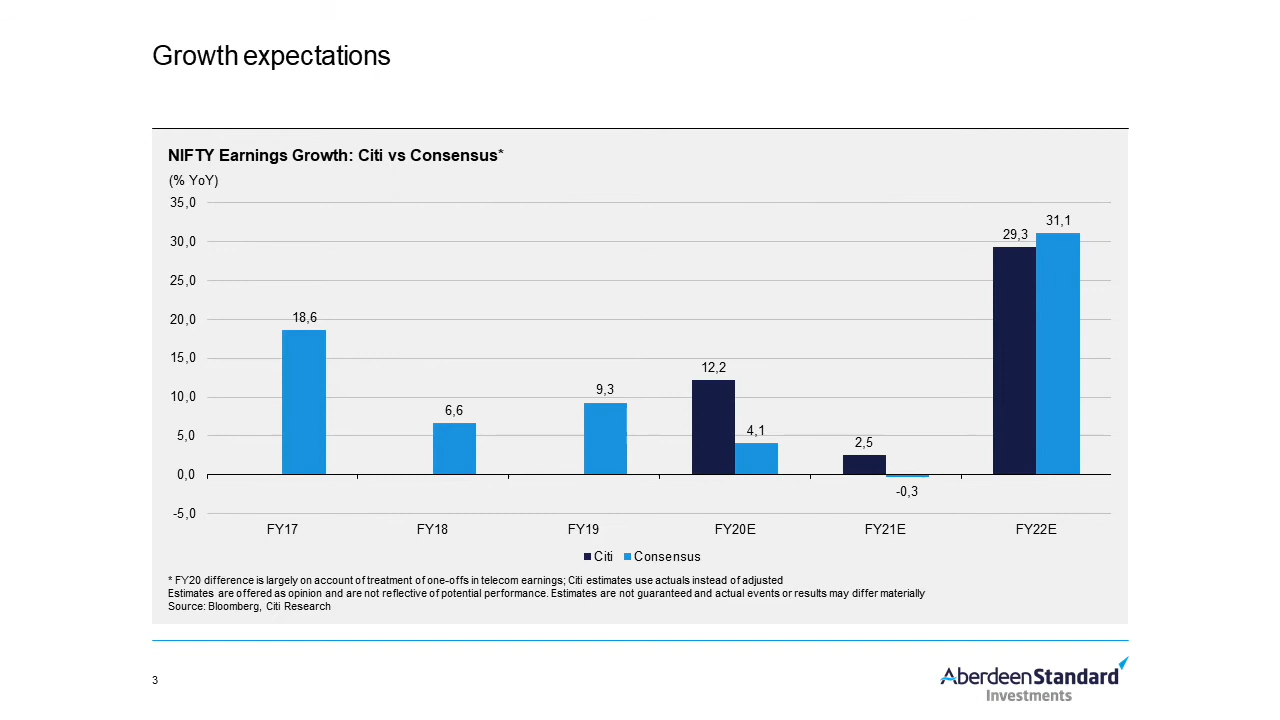 Growth expectations
NIFTY Earnings Growth: Citi vs Consensus*
(% YoY)
35,0
30,0
25,0
20,0
15,0
10,0
5,0
0,0
-5,0
18,6
6,6
9,3
12,2
4,1
2,5
-0,3
29,3
31,1
FY17 FY18 FY19 FY20E FY21E FY22E
Citi Consensus
* FY20 difference is largely on account of treatment of one-offs in telecom earnings; Citi estimates use actuals instead of adjusted
Estimates are offered as opinion and are not reflective of potential performance. Estimates are not guaranteed and actual events or results may differ materially
Source: Bloomberg, Citi Research
3
AberdeenStandard
Investments